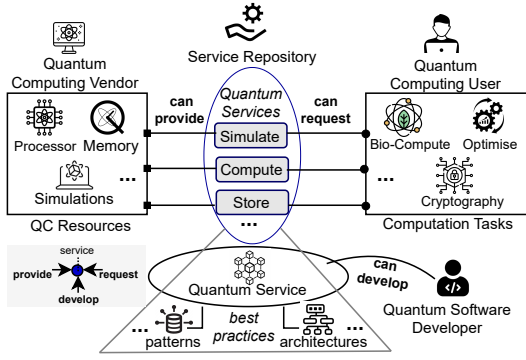 Service Repository
Quantum
Computing Vendor
Quantum
Computing User
can
provide
Quantum
Services
can
request
Processor
Memory
Simulations
...
QC Resources
Simulate
Compute
Store
...
Bio-Compute
Optimise
...
Cryptography
Computation Tasks
service
provide
request
develop
Quantum Service
can
develop
Quantum Software
Developer
...
patterns
best
practices
architectures
...